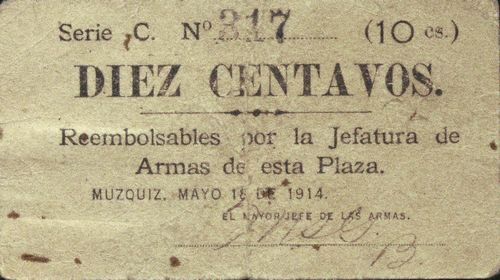 Serie C. Nº 317 (10 cs.)
DIEZ CENTAVOS.
Reembolsables por la Jefatura de
Armas de esta Plaza.
MUZQUIZ, MAYO 18 DE 1914.
EL MAYOR JEFE DE LAS ARMAS.